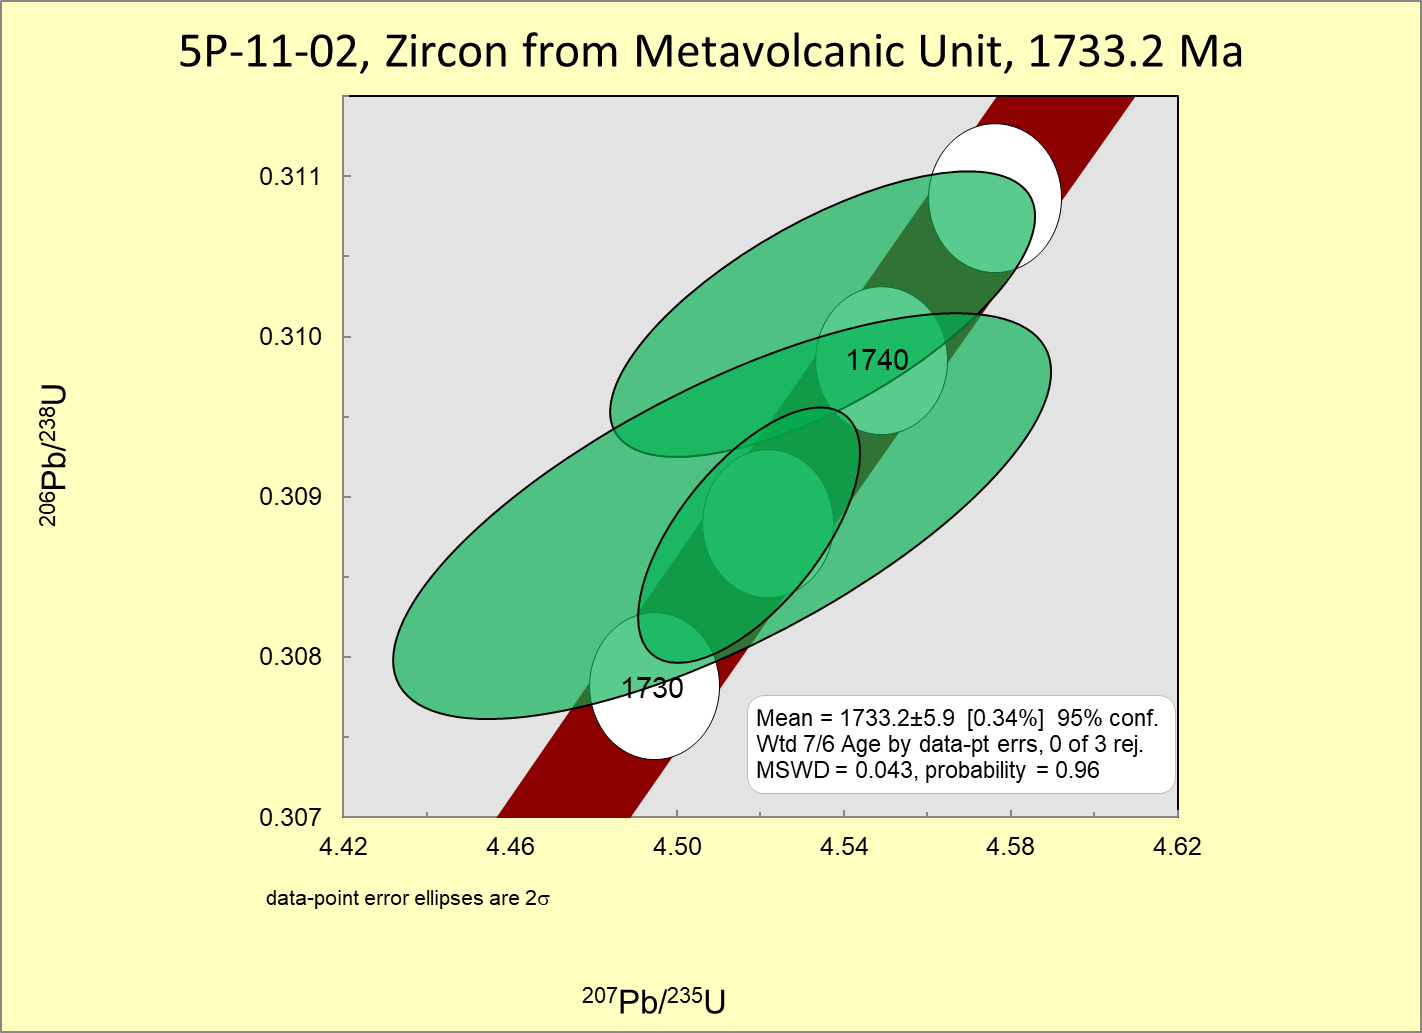 5P-11-02, Zircon from Metavolcanic Unit, 1733.2 Ma
0.311
0.310
0.309
0.308
0.307
²⁰⁶Pb/²³⁸U
1740
1730
Mean = 1733.2±5.9 [0.34%] 95% conf.
Wtd 7/6 Age by data-pt errs, 0 of 3 rej.
MSWD = 0.043, probability = 0.96
4.42 4.46 4.50 4.54 4.58 4.62
data-point error ellipses are 2σ
²⁰⁷Pb/²³⁵U